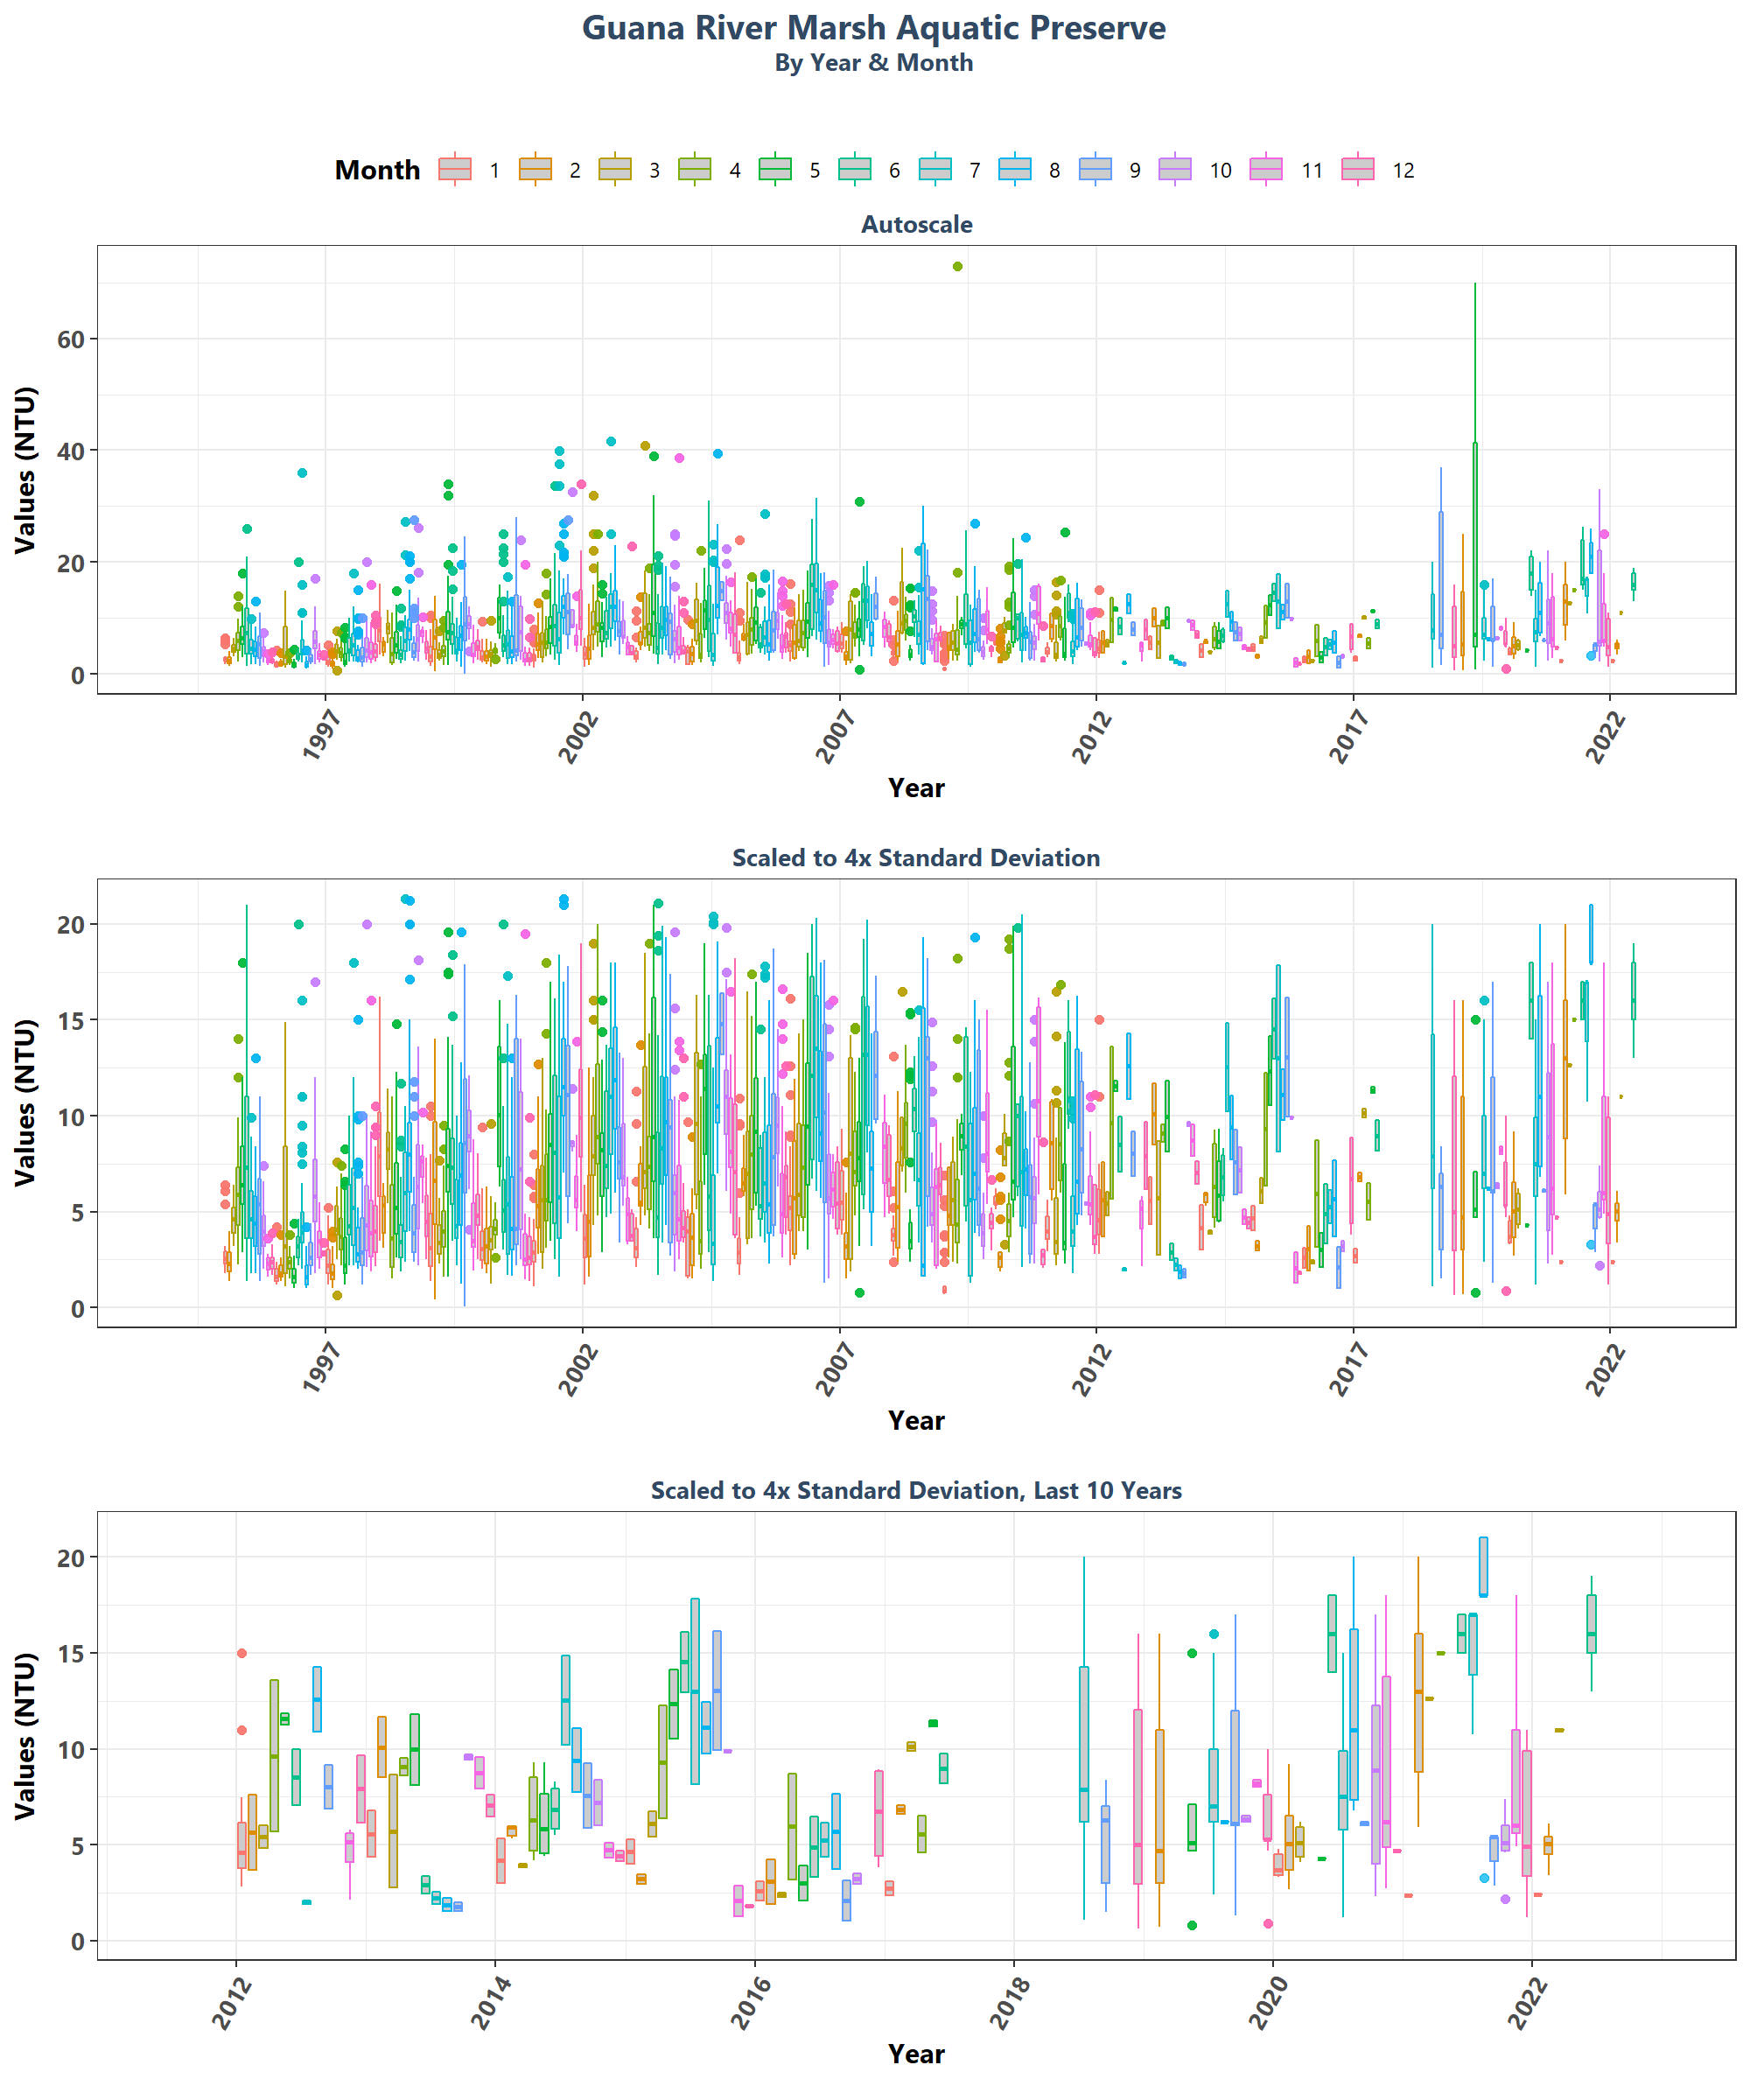 Guana River Marsh Aquatic Preserve
By Year & Month
Month 1 2 3 4 5 6 7 8 9 10 11 12
Autoscale
Values (NTU)
60
40
20
0
1997 2002 2007 2012 2017 2022
Year
Scaled to 4x Standard Deviation
Values (NTU)
20
15
10
5
0
1997 2002 2007 2012 2017 2022
Year
Scaled to 4x Standard Deviation, Last 10 Years
Values (NTU)
20
15
10
5
0
2012 2014 2016 2018 2020 2022
Year